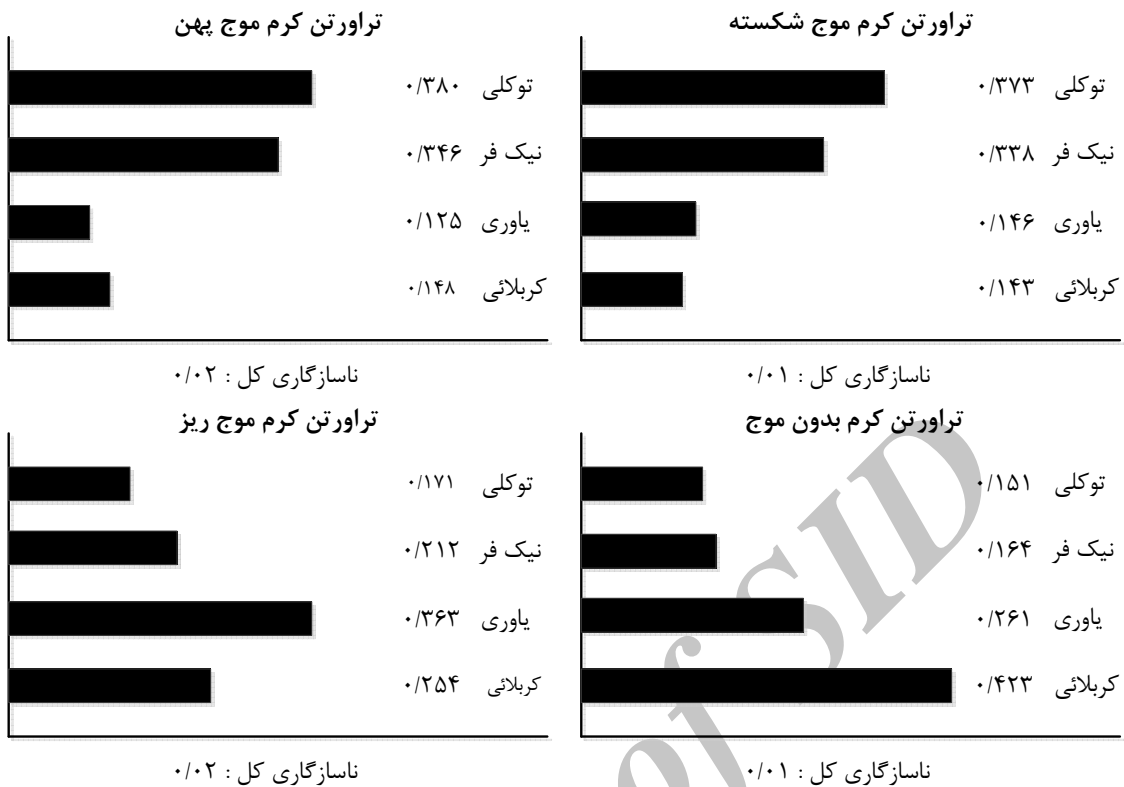 تراورتن کرم موج شکسته
توکلی ۰/۳۷۳
نیک فر ۰/۳۳۸
یاوری ۰/۱۴۶
کربلائی ۰/۱۴۳
ناسازگاری کل : ۰/۰۱
تراورتن کرم موج پهن
توکلی ۰/۳۸۰
نیک فر ۰/۳۴۶
یاوری ۰/۱۲۵
کربلائی ۰/۱۴۸
ناسازگاری کل : ۰/۰۲
تراورتن کرم بدون موج
توکلی ۰/۱۵۱
نیک فر ۰/۱۶۴
یاوری ۰/۲۶۱
کربلائی ۰/۴۲۳
ناسازگاری کل : ۰/۰۱
تراورتن کرم موج ریز
توکلی ۰/۱۷۱
نیک فر ۰/۲۱۲
یاوری ۰/۳۶۳
کربلائی ۰/۲۵۴
ناسازگاری کل : ۰/۰۲
of SID